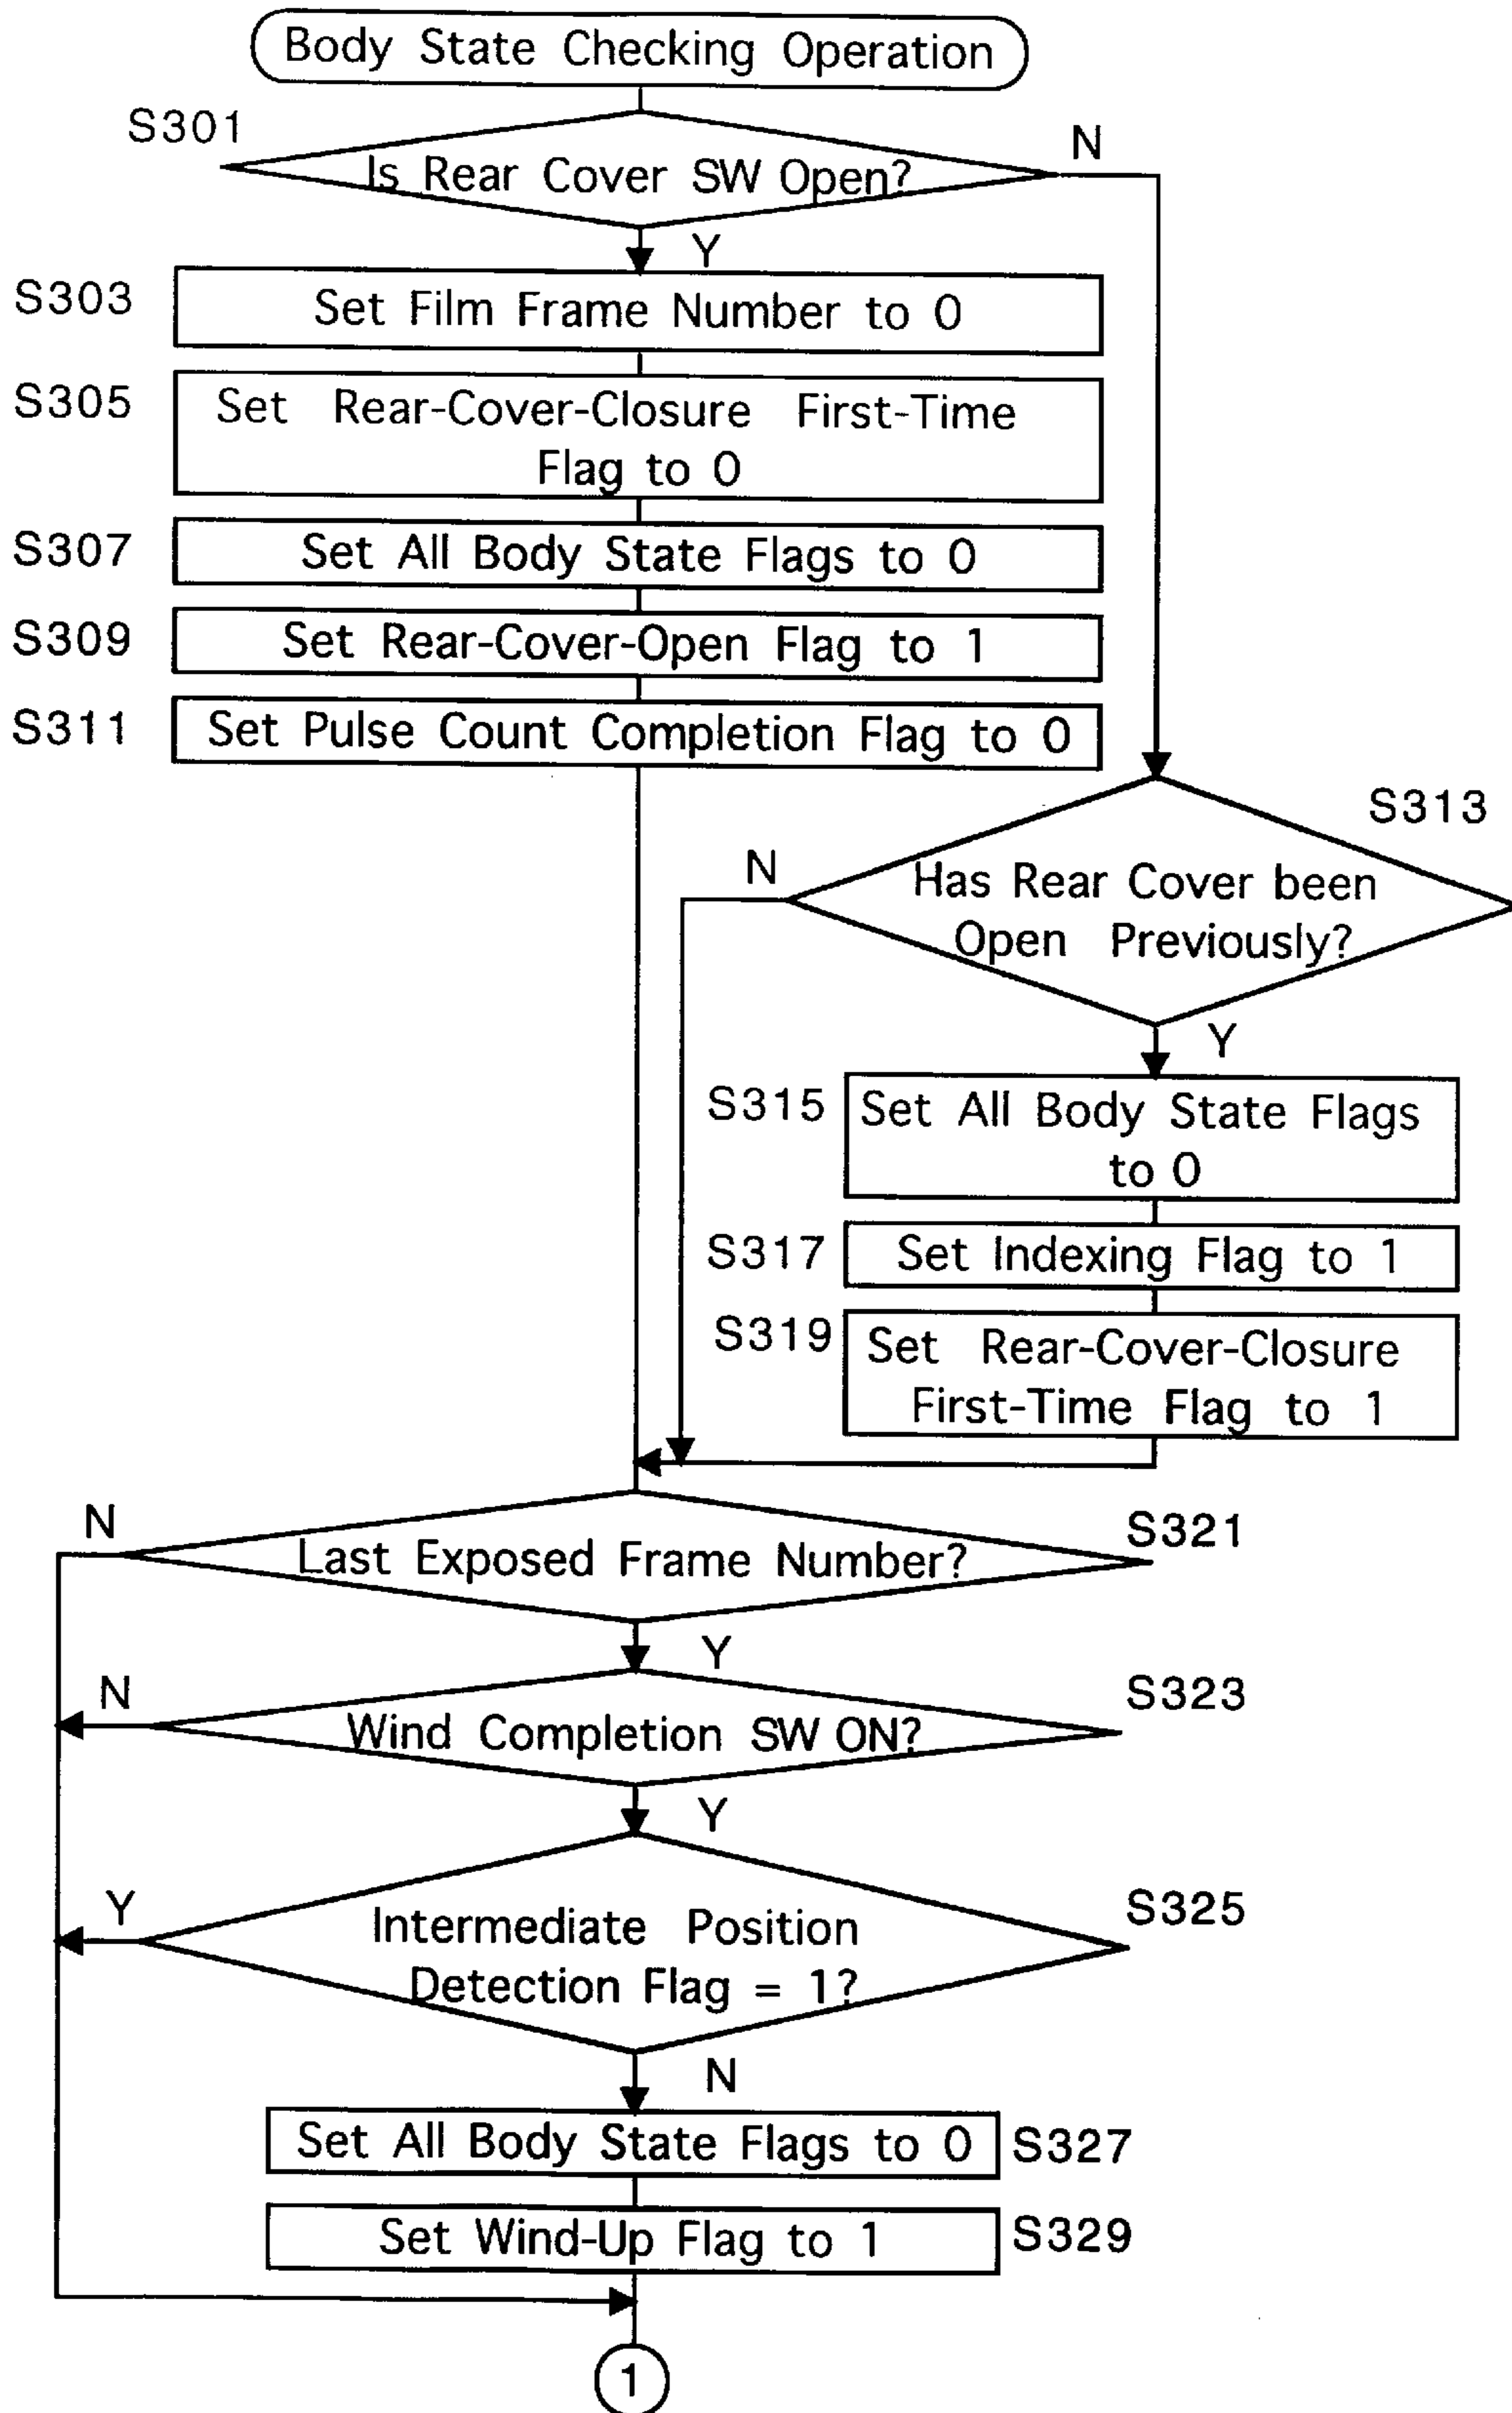 Body State Checking Operation
S301
Is Rear Cover SW Open?
N
Y
S303
Set Film Frame Number to 0
S305
Set Rear-Cover-Closure First-Time
Flag to 0
S307
Set All Body State Flags to 0
S309
Set Rear-Cover-Open Flag to 1
S311
Set Pulse Count Completion Flag to 0
S313
N
Has Rear Cover been
Open Previously?
Y
S315
Set All Body State Flags
to 0
S317
Set Indexing Flag to 1
S319
Set Rear-Cover-Closure
First-Time Flag to 1
N
S321
Last Exposed Frame Number?
Y
N
S323
Wind Completion SW ON?
Y
Y
S325
Intermediate Position
Detection Flag = 1?
N
Set All Body State Flags to 0
S327
Set Wind-Up Flag to 1
S329
1